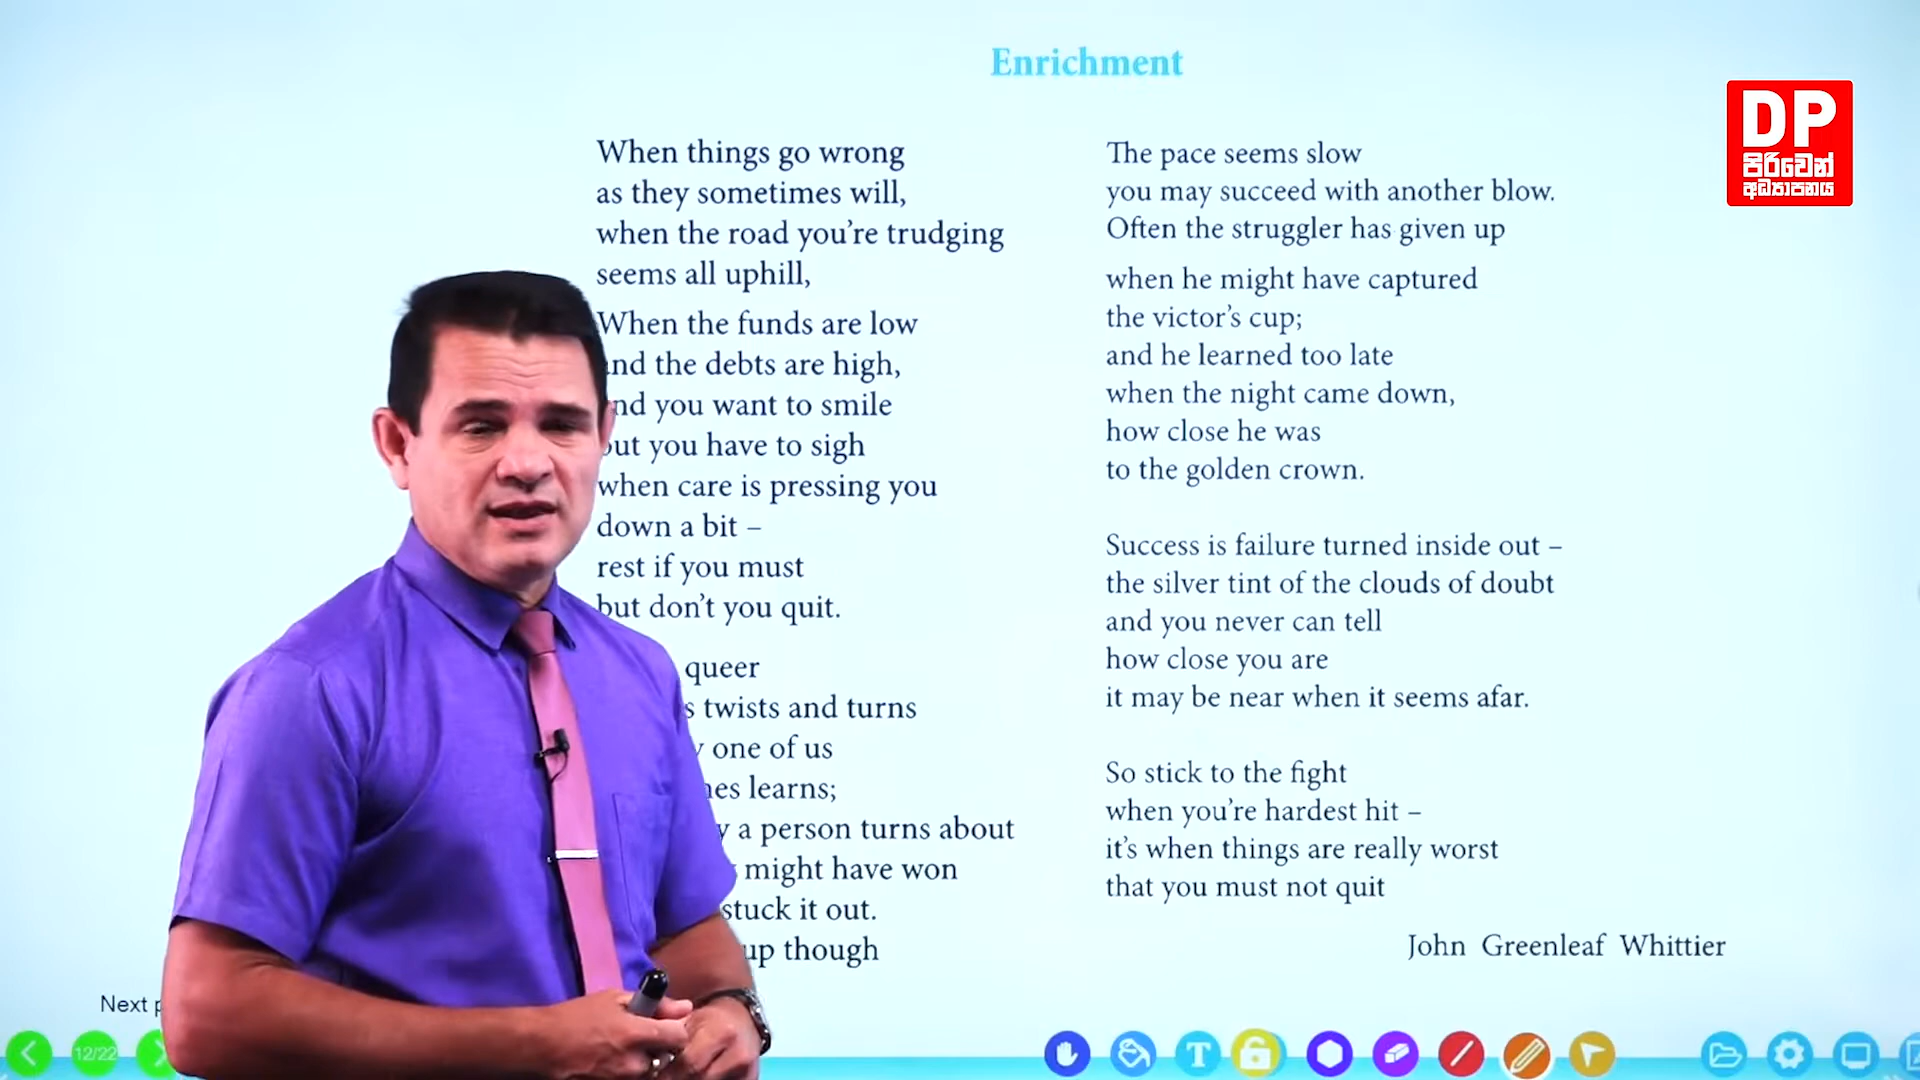 Enrichment
DP
පිරිවෙන්
අධ්‍යාපනය
When things go wrong
as they sometimes will,
when the road you're trudging
seems all uphill,
When the funds are low
and the debts are high,
and you want to smile
but you have to sigh
when care is pressing you
down a bit –
rest if you must
but don't you quit.
queer
twists and turns
one of us
learns;
a person turns about
might have won
stuck it out.
up though
The pace seems slow
you may succeed with another blow.
Often the struggler has given up
when he might have captured
the victor's cup;
and he learned too late
when the night came down,
how close he was
to the golden crown.
Success is failure turned inside out –
the silver tint of the clouds of doubt
and you never can tell
how close you are
it may be near when it seems afar.
So stick to the fight
when you're hardest hit –
it's when things are really worst
that you must not quit
John Greenleaf Whittier
Next
12/22
T